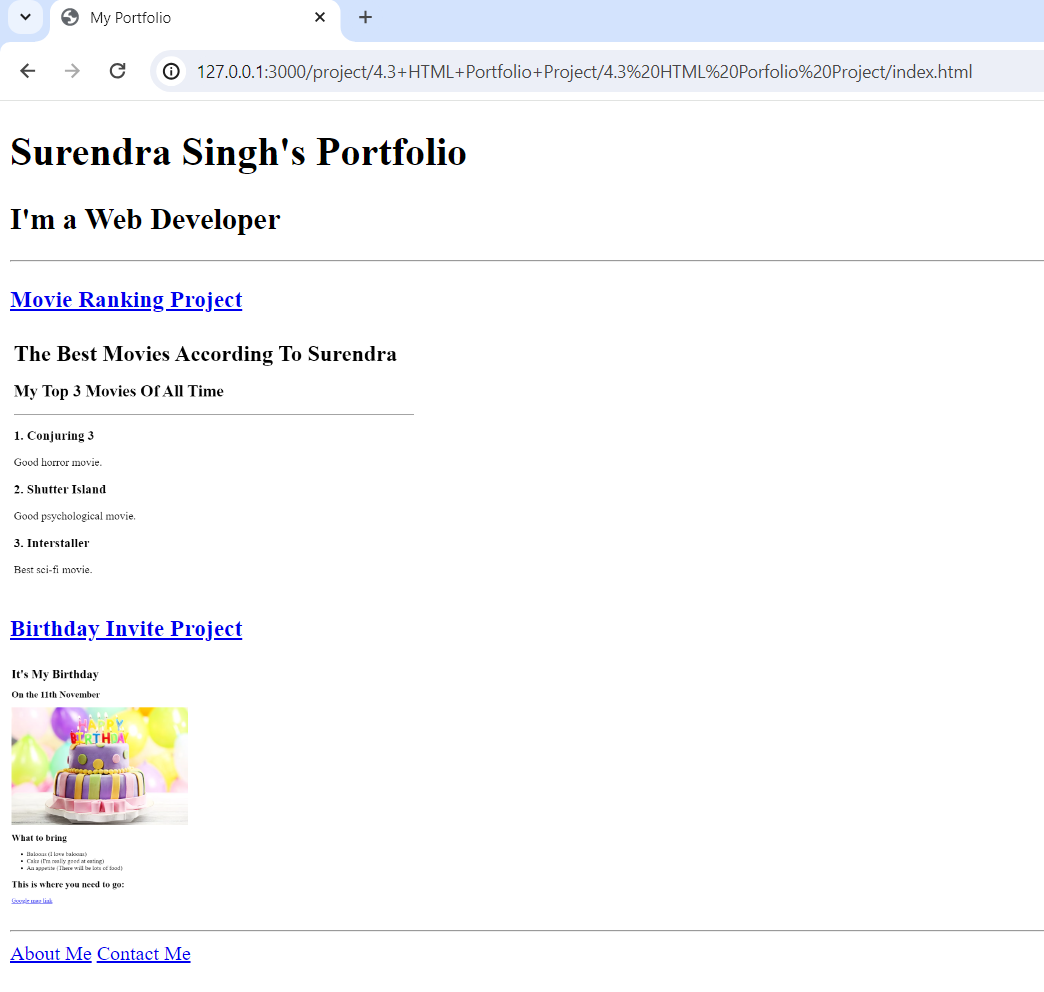 My Portfolio
127.0.0.1:3000/project/4.3+HTML+Portfolio+Project/4.3%20HTML%20Porfolio%20Project/index.html
Surendra Singh's Portfolio
I'm a Web Developer
Movie Ranking Project
The Best Movies According To Surendra
My Top 3 Movies Of All Time
1. Conjuring 3
Good horror movie.
2. Shutter Island
Good psychological movie.
3. Interstaller
Best sci-fi movie.
Birthday Invite Project
It's My Birthday
On the 11th November
HAPPY
BIRTHDAY
What to bring
Baloons (I love baloons)
Cake (I'm really good at eating)
An appetite (There will be lots of food)
This is where you need to go:
Google map link
About Me Contact Me